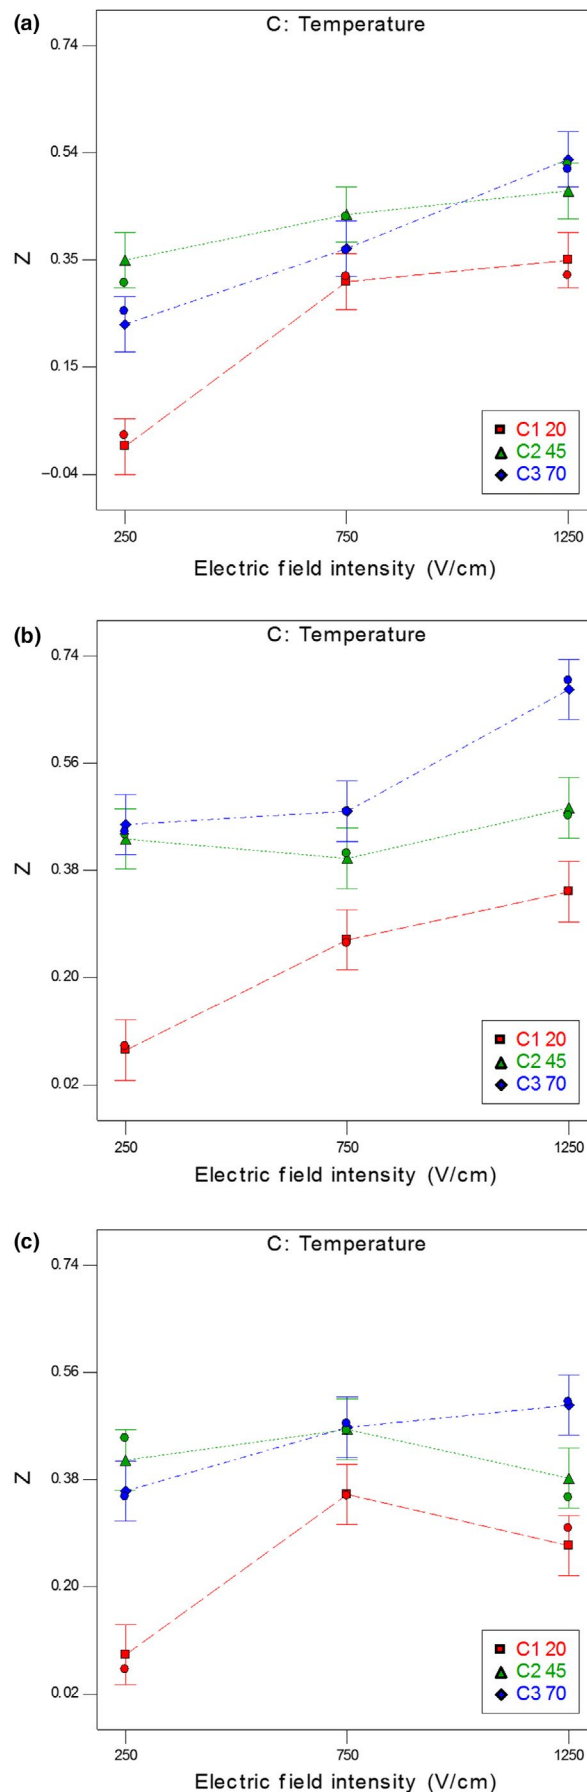 (a)
C: Temperature
0.74
0.54
0.35
0.15
−0.04
Z
C1 20
C2 45
C3 70
250 750 1250
Electric field intensity (V/cm)
(b)
C: Temperature
0.74
0.56
0.38
0.20
0.02
Z
C1 20
C2 45
C3 70
250 750 1250
Electric field intensity (V/cm)
(c)
C: Temperature
0.74
0.56
0.38
0.20
0.02
Z
C1 20
C2 45
C3 70
250 750 1250
Electric field intensity (V/cm)